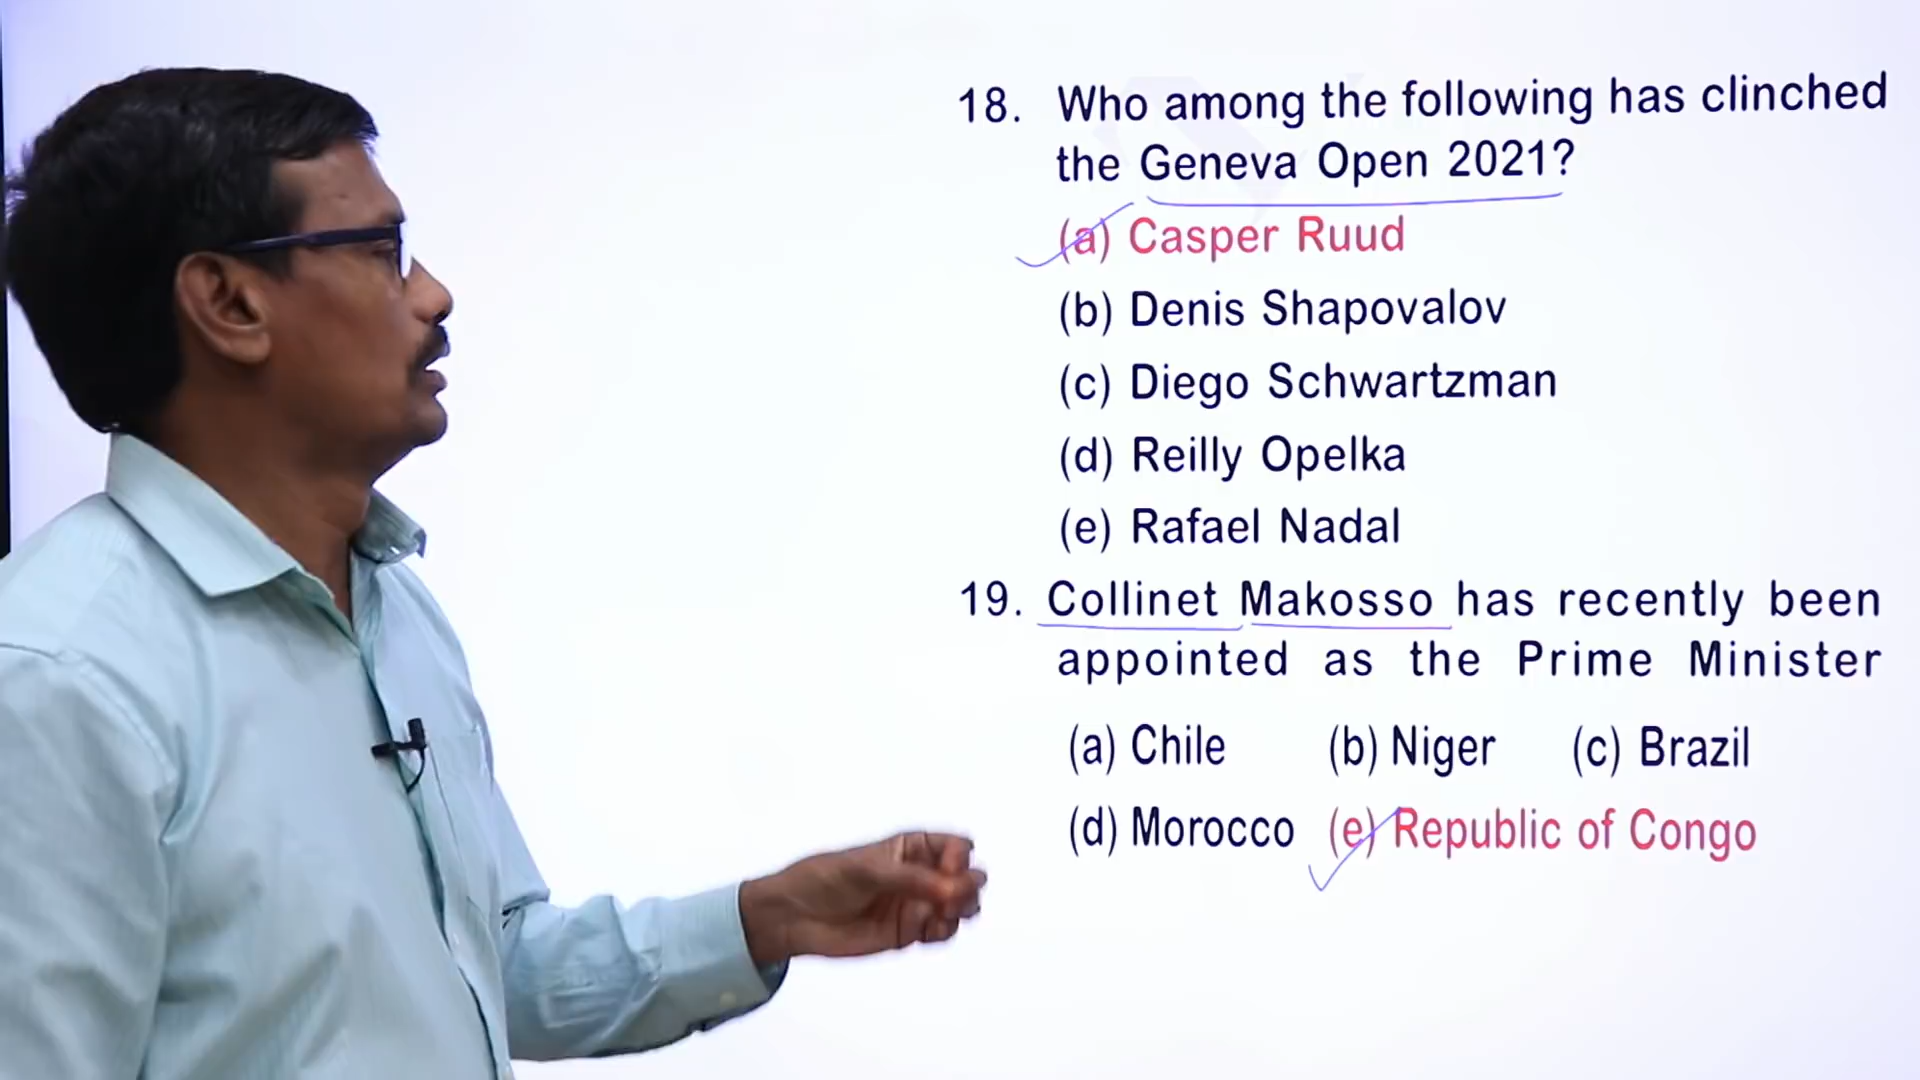 18. Who among the following has clinched
the Geneva Open 2021?
(a) Casper Ruud
(b) Denis Shapovalov
(c) Diego Schwartzman
(d) Reilly Opelka
(e) Rafael Nadal
19. Collinet Makosso has recently been
appointed as the Prime Minister
(a) Chile (b) Niger (c) Brazil
(d) Morocco (e) Republic of Congo